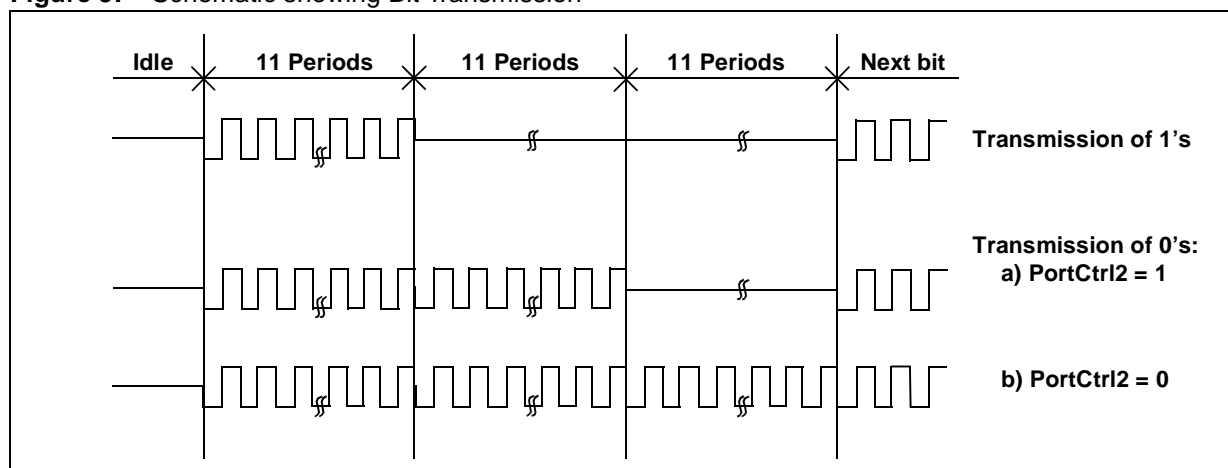 Schematic showing Bit Transmission
Idle 11 Periods 11 Periods 11 Periods Next bit
Transmission of 1's
Transmission of 0's:
a) PortCtrl2 = 1
b) PortCtrl2 = 0